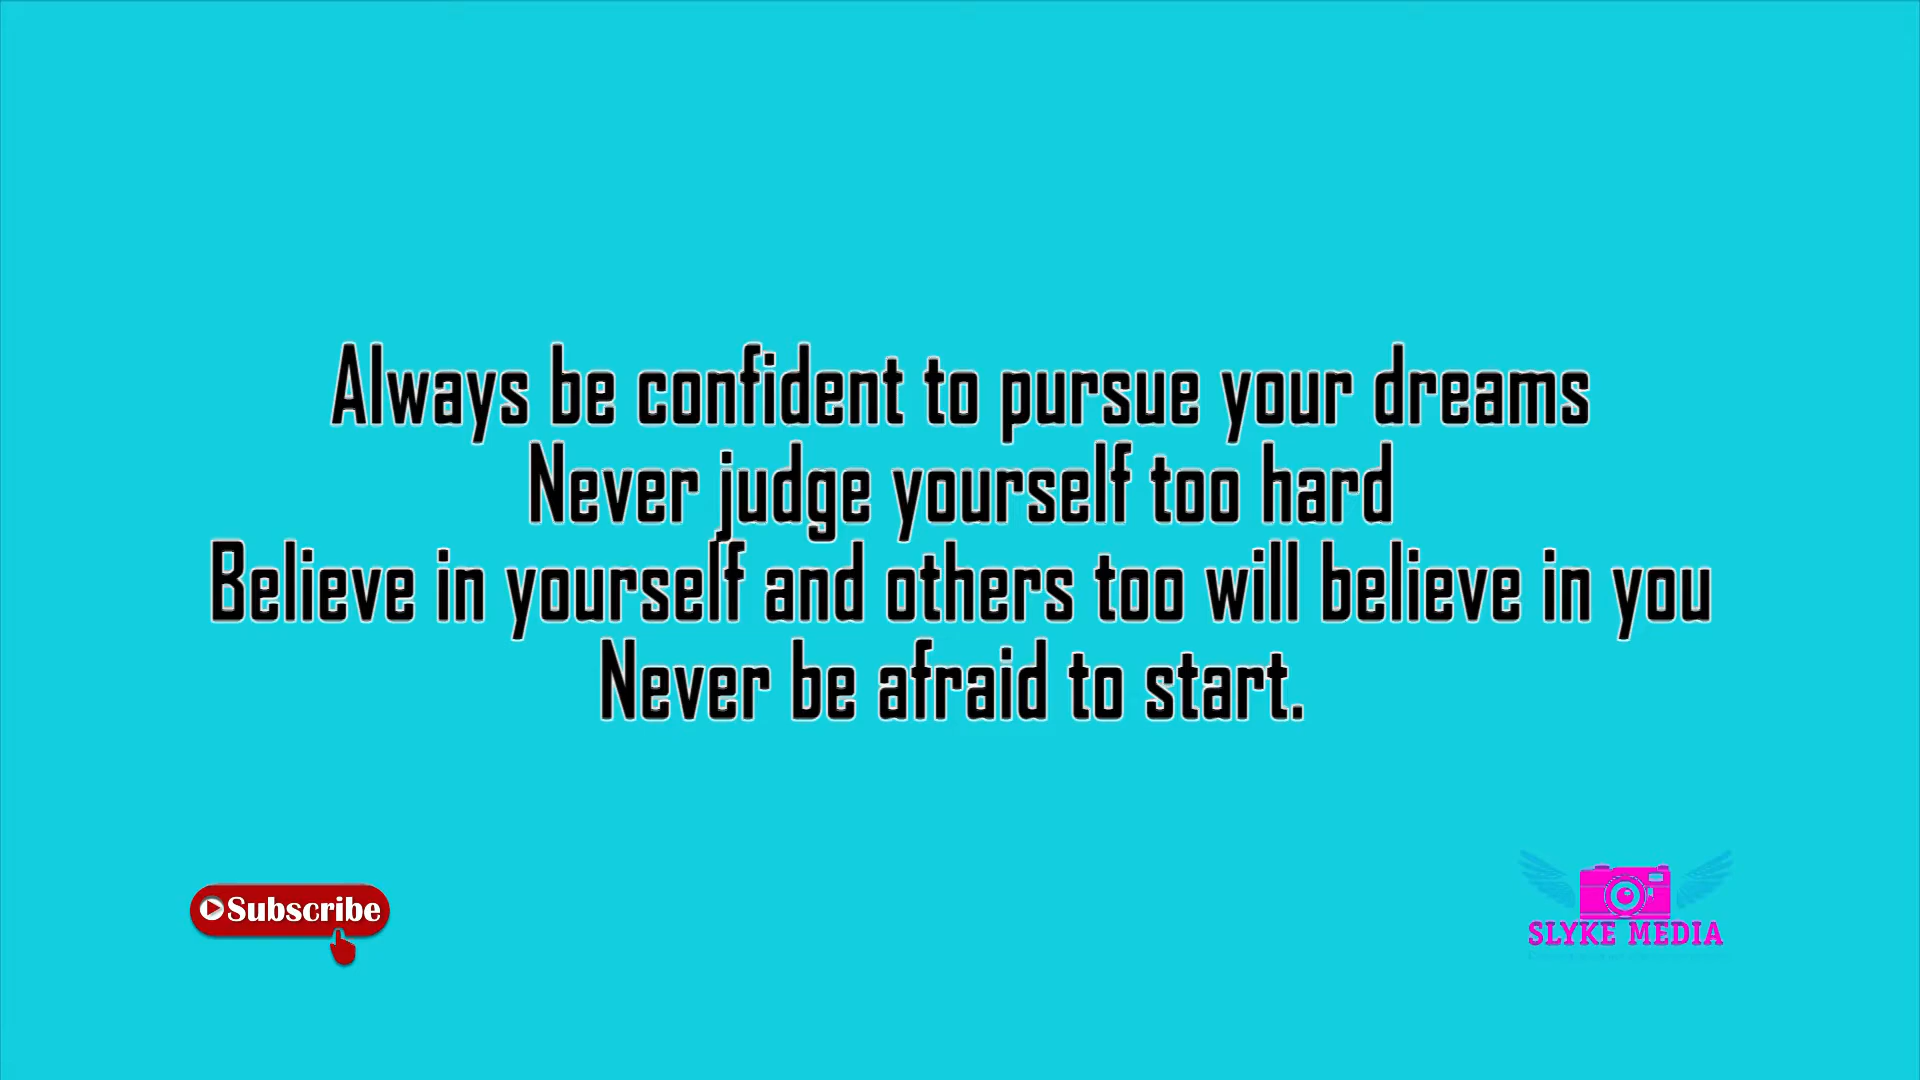 Always be confident to pursue your dreams
Never judge yourself too hard
Believe in yourself and others too will believe in you
Never be afraid to start.
Subscribe
SLYKE MEDIA